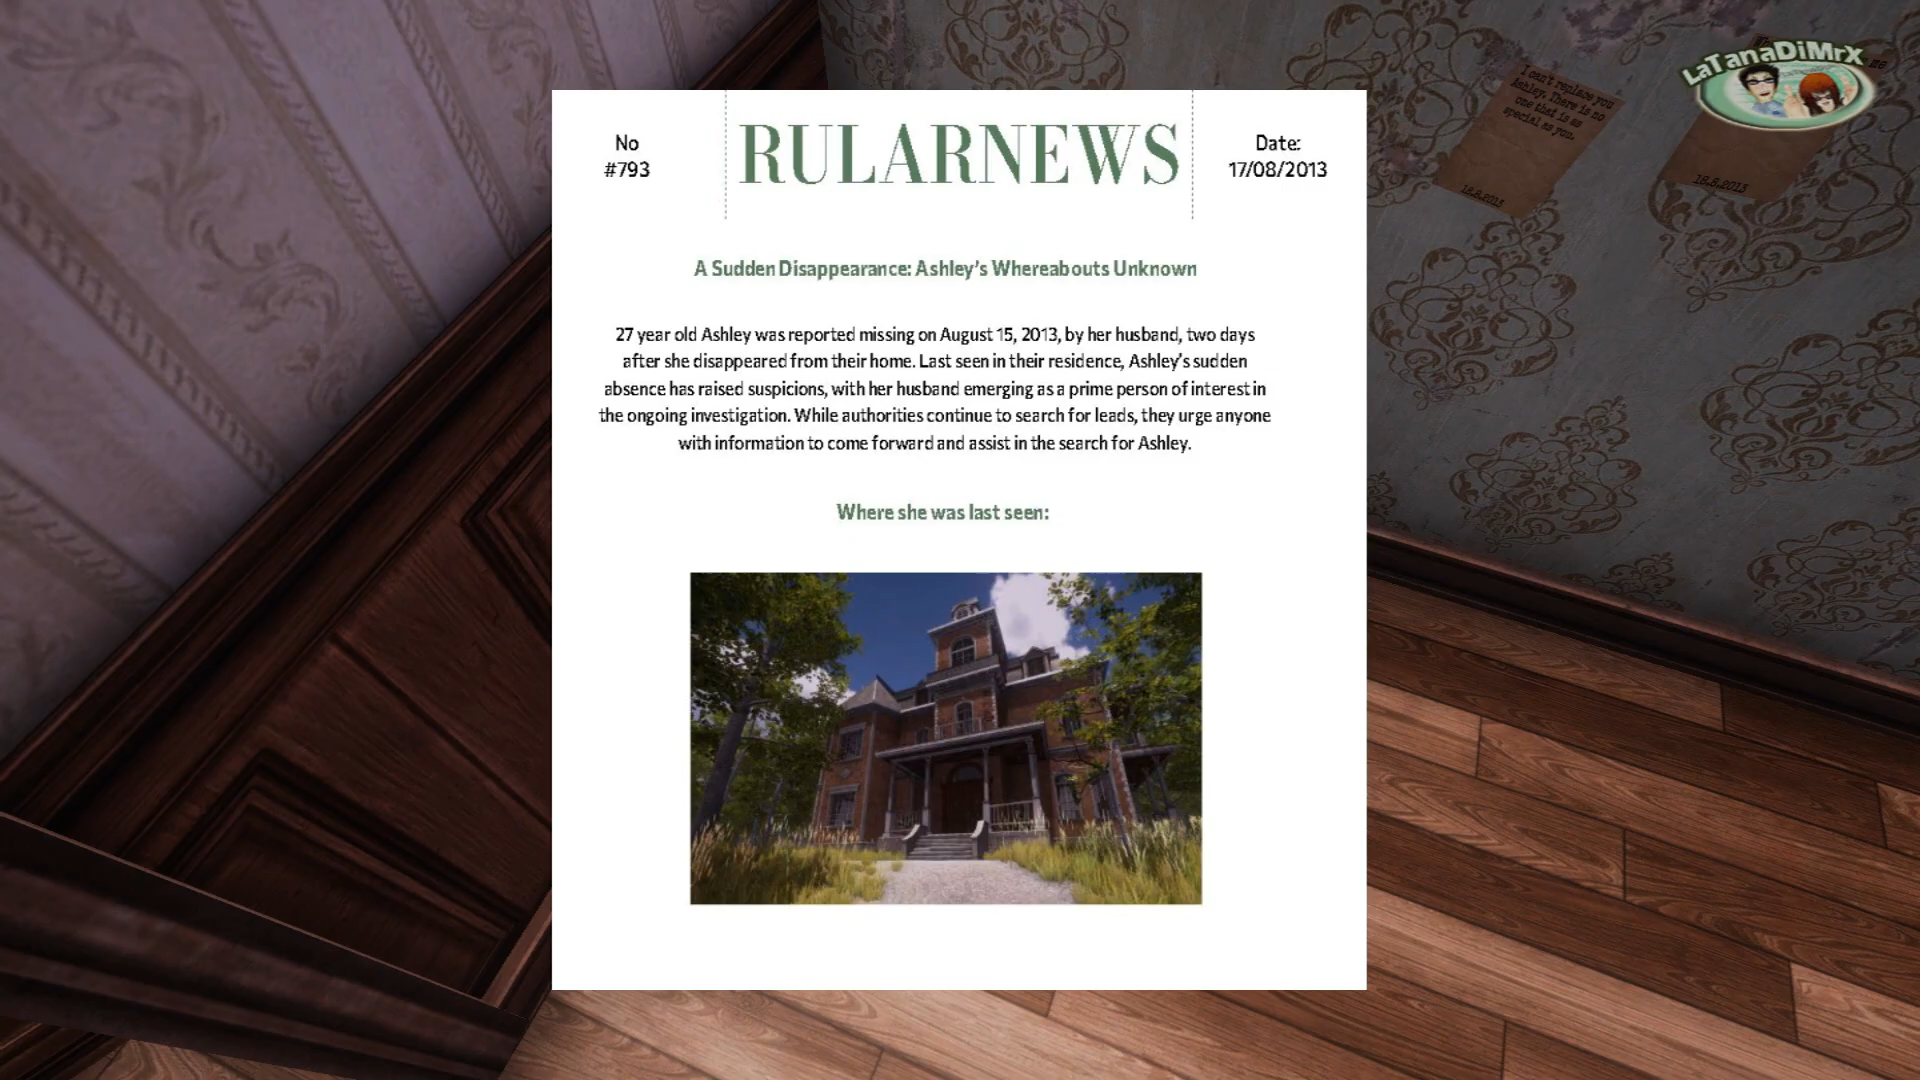 No
#793
RULARNEWS
Date:
17/08/2013
A Sudden Disappearance: Ashley's Whereabouts Unknown
27 year old Ashley was reported missing on August 15, 2013, by her husband, two days
after she disappeared from their home. Last seen in their residence, Ashley's sudden
absence has raised suspicions, with her husband emerging as a prime person of interest in
the ongoing investigation. While authorities continue to search for leads, they urge anyone
with information to come forward and assist in the search for Ashley.
Where she was last seen:
I can't replace you
Ashley. There is no
one that is as
special as you.
18.8.2013
LaTanaDiMrX
me
18.8.2013